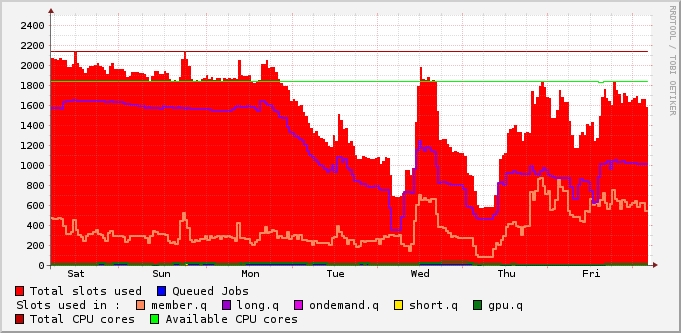 2400
2200
2000
1800
1600
1400
1200
1000
800
600
400
200
0
Sat Sun Mon Tue Wed Thu Fri
RRDTOOL / TOBI OETIKER
Total slots used Queued Jobs
Slots used in : member.q long.q ondemand.q short.q gpu.q
Total CPU cores Available CPU cores